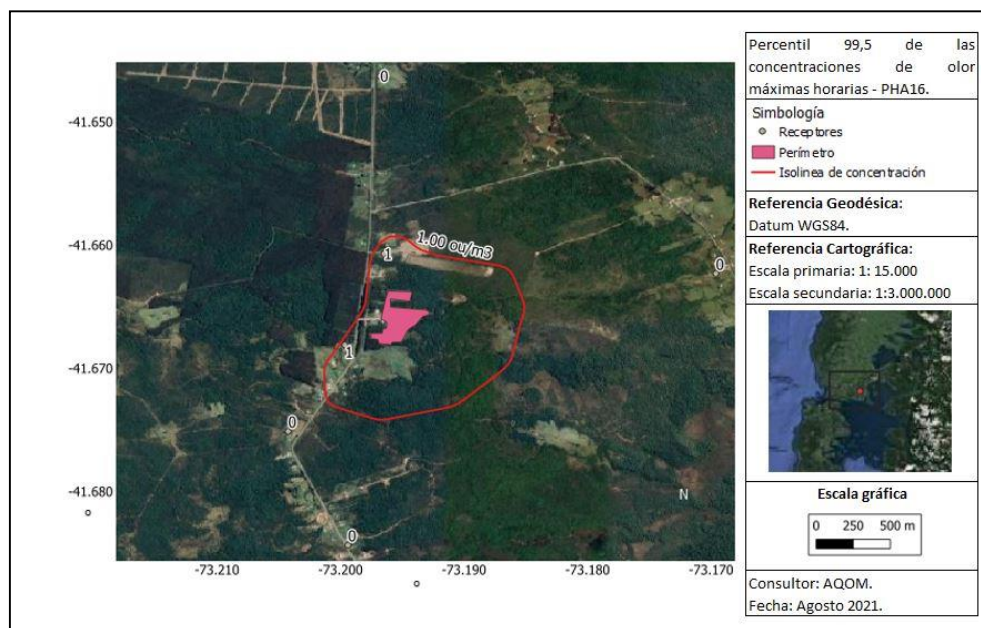 -41.650
-41.660
-41.670
-41.680
°
0
1.00 ou/m3
1
0
1
0
N
0
-73.210
-73.200
-73.190
-73.180
-73.170
°
Percentil 99,5 de las
concentraciones de olor
máximas horarias - PHA16.
Simbología
Receptores
Perímetro
Isolinea de concentración
Referencia Geodésica:
Datum WGS84.
Referencia Cartográfica:
Escala primaria: 1: 15.000
Escala secundaria: 1:3.000.000
Escala gráfica
0 250 500 m
Consultor: AQOM.
Fecha: Agosto 2021.